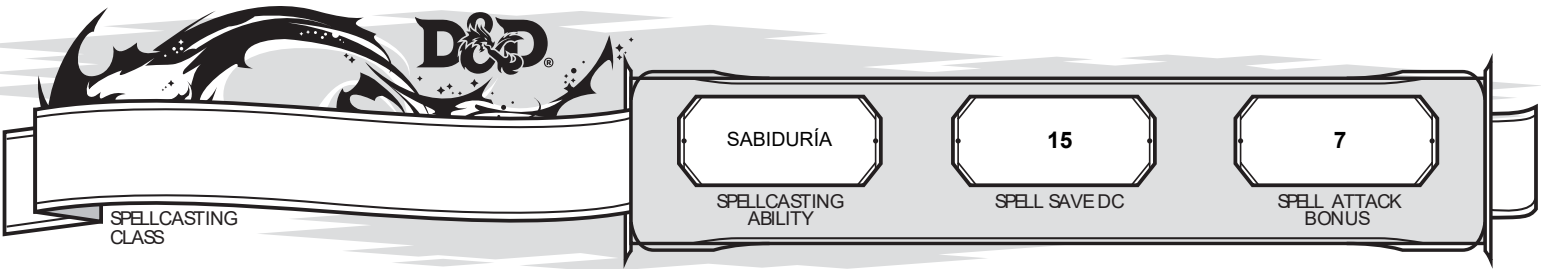 D&D®
SABIDURÍA
15
7
SPELLCASTING
ABILITY
SPELL SAVE DC
SPELL ATTACK
BONUS
SPELLCASTING
CLASS